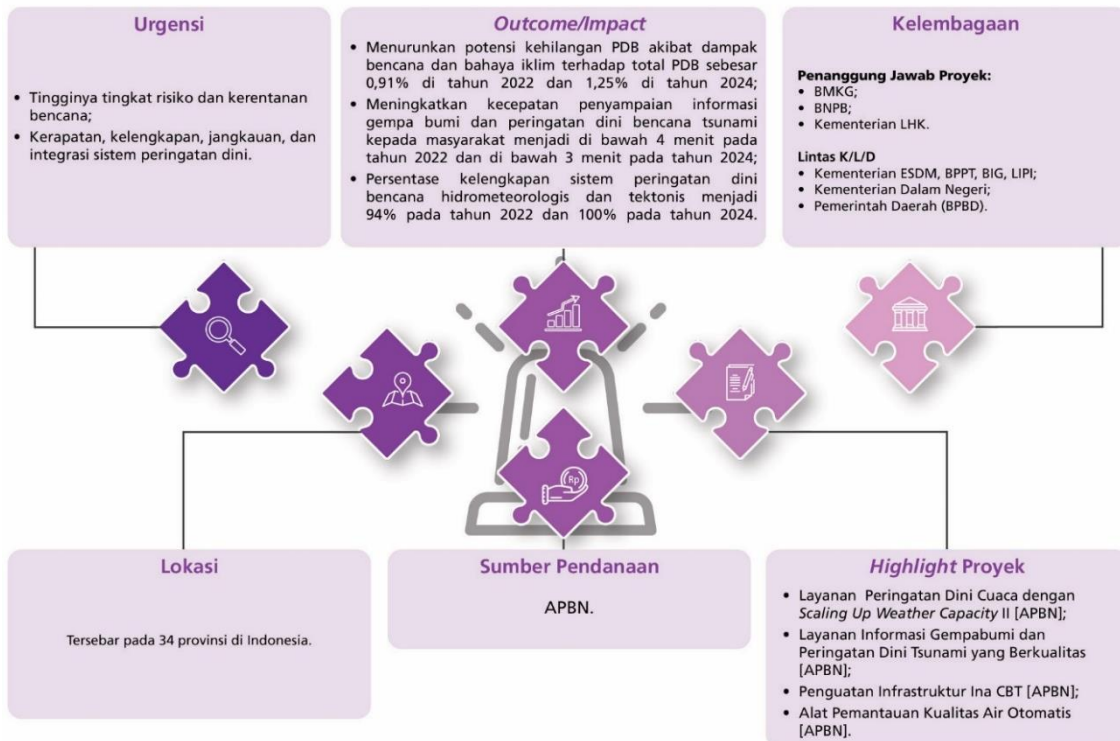 Urgensi
• Tingginya tingkat risiko dan kerentanan
bencana;
• Kerapatan, kelengkapan, jangkauan, dan
integrasi sistem peringatan dini.
Outcome/Impact
• Menurunkan potensi kehilangan PDB akibat dampak
bencana dan bahaya iklim terhadap total PDB sebesar
0,91% di tahun 2022 dan 1,25% di tahun 2024;
• Meningkatkan kecepatan penyampaian informasi
gempa bumi dan peringatan dini bencana tsunami
kepada masyarakat menjadi di bawah 4 menit pada
tahun 2022 dan di bawah 3 menit pada tahun 2024;
• Persentase kelengkapan sistem peringatan dini
bencana hidrometeorologis dan tektonis menjadi
94% pada tahun 2022 dan 100% pada tahun 2024.
Kelembagaan
Penanggung Jawab Proyek:
• BMKG;
• BNPB;
• Kementerian LHK.
Lintas K/L/D
• Kementerian ESDM, BPPT, BIG, LIPI;
• Kementerian Dalam Negeri;
• Pemerintah Daerah (BPBD).
Rp
Lokasi
Tersebar pada 34 provinsi di Indonesia.
Sumber Pendanaan
APBN.
Highlight Proyek
• Layanan Peringatan Dini Cuaca dengan
Scaling Up Weather Capacity II [APBN];
• Layanan Informasi Gempabumi dan
Peringatan Dini Tsunami yang Berkualitas
[APBN];
• Penguatan Infrastruktur Ina CBT [APBN];
• Alat Pemantauan Kualitas Air Otomatis
[APBN].